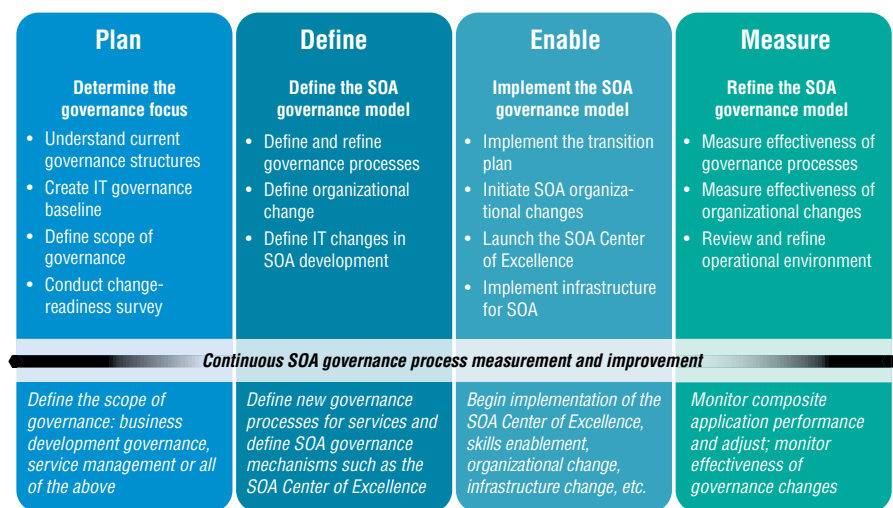 Plan
Determine the
governance focus
• Understand current
governance structures
• Create IT governance
baseline
• Define scope of
governance
• Conduct change-
readiness survey
Define
Define the SOA
governance model
• Define and refine
governance processes
• Define organizational
change
• Define IT changes in
SOA development
Enable
Implement the SOA
governance model
• Implement the transition
plan
• Initiate SOA organiza-
tional changes
• Launch the SOA Center
of Excellence
• Implement infrastructure
for SOA
Measure
Refine the SOA
governance model
• Measure effectiveness of
governance processes
• Measure effectiveness of
organizational changes
• Review and refine
operational environment
Continuous SOA governance process measurement and improvement
Define the scope of
governance: business
development governance,
service management or all
of the above
Define new governance
processes for services and
define SOA governance
mechanisms such as the
SOA Center of Excellence
Begin implementation of the
SOA Center of Excellence,
skills enablement,
organizational change,
infrastructure change, etc.
Monitor composite
application performance
and adjust; monitor
effectiveness of
governance changes